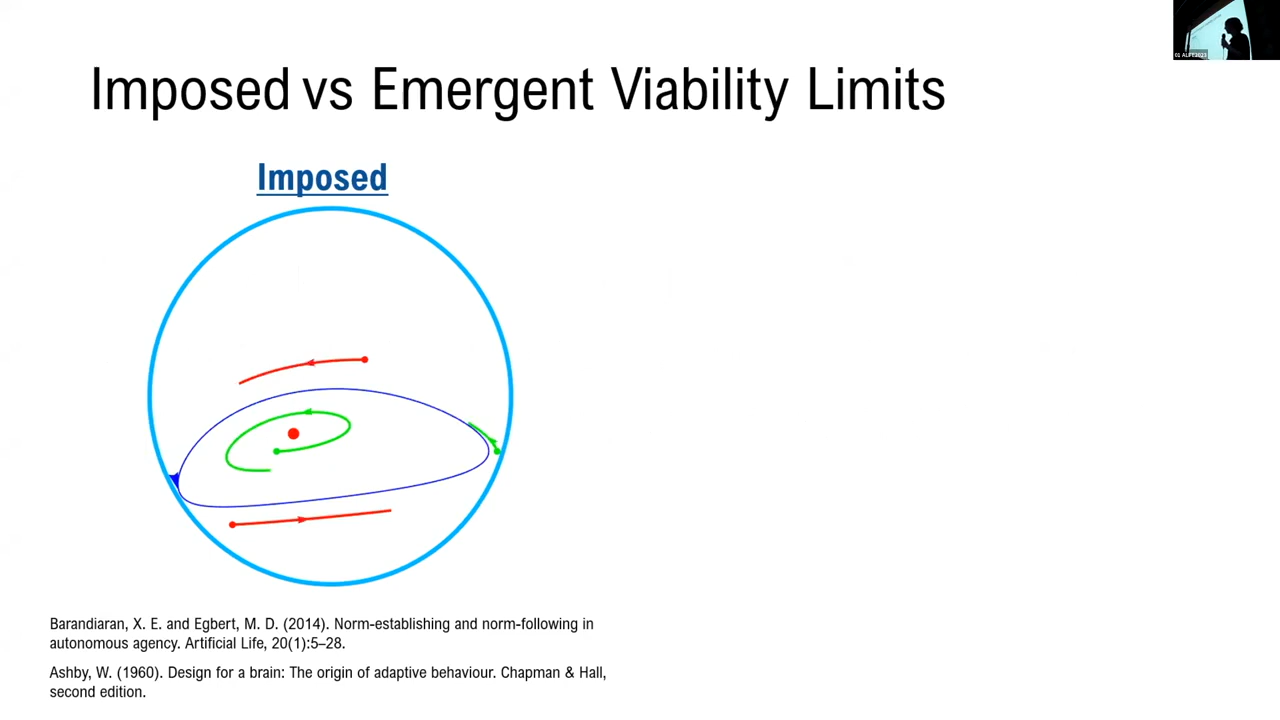 Imposed vs Emergent Viability Limits
01 ALIFE2023
Imposed
Barandiaran, X. E. and Egbert, M. D. (2014). Norm-establishing and norm-following in
autonomous agency. Artificial Life, 20(1):5–28.
Ashby, W. (1960). Design for a brain: The origin of adaptive behaviour. Chapman & Hall,
second edition.